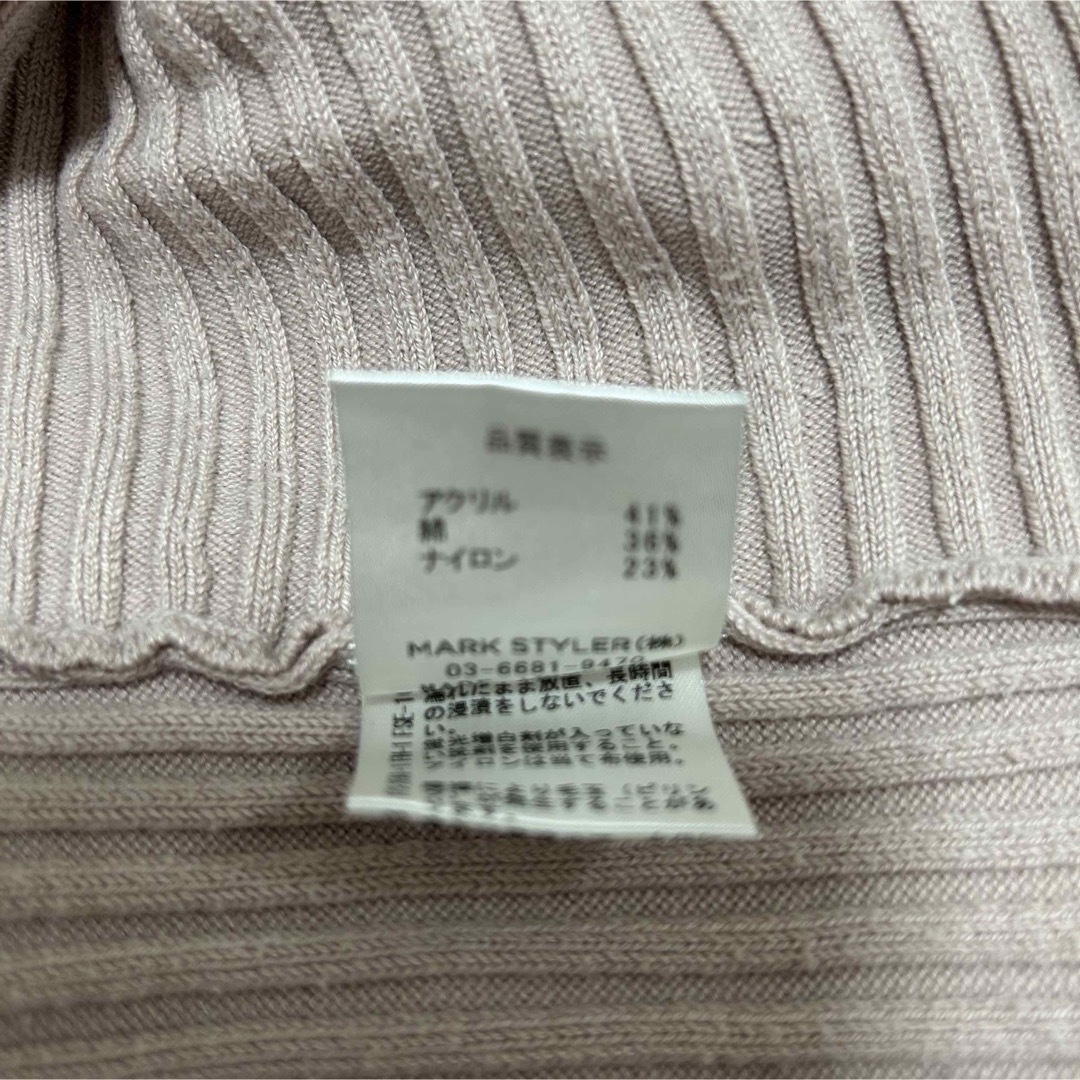 品質表示
アクリル 41%
綿 36%
ナイロン 23%
MARK STYLER(株)
03-6681-9470
濡れたまま放置、長時間
の浸漬をしないでくださ
い。
蛍光増白剤が入っていな
い洗剤を使用すること。
ナイロンは当て布使用。